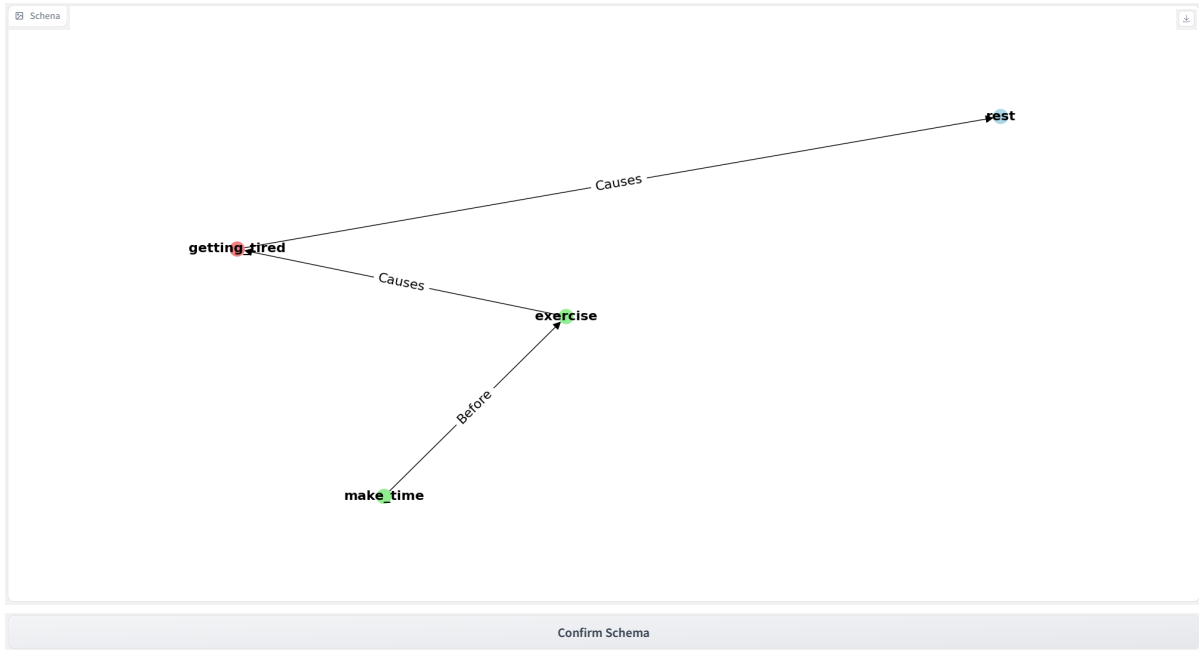 Schena
rest
Causes
getting_tired
Causes
exercise
Before
make_time
Confirm Schema